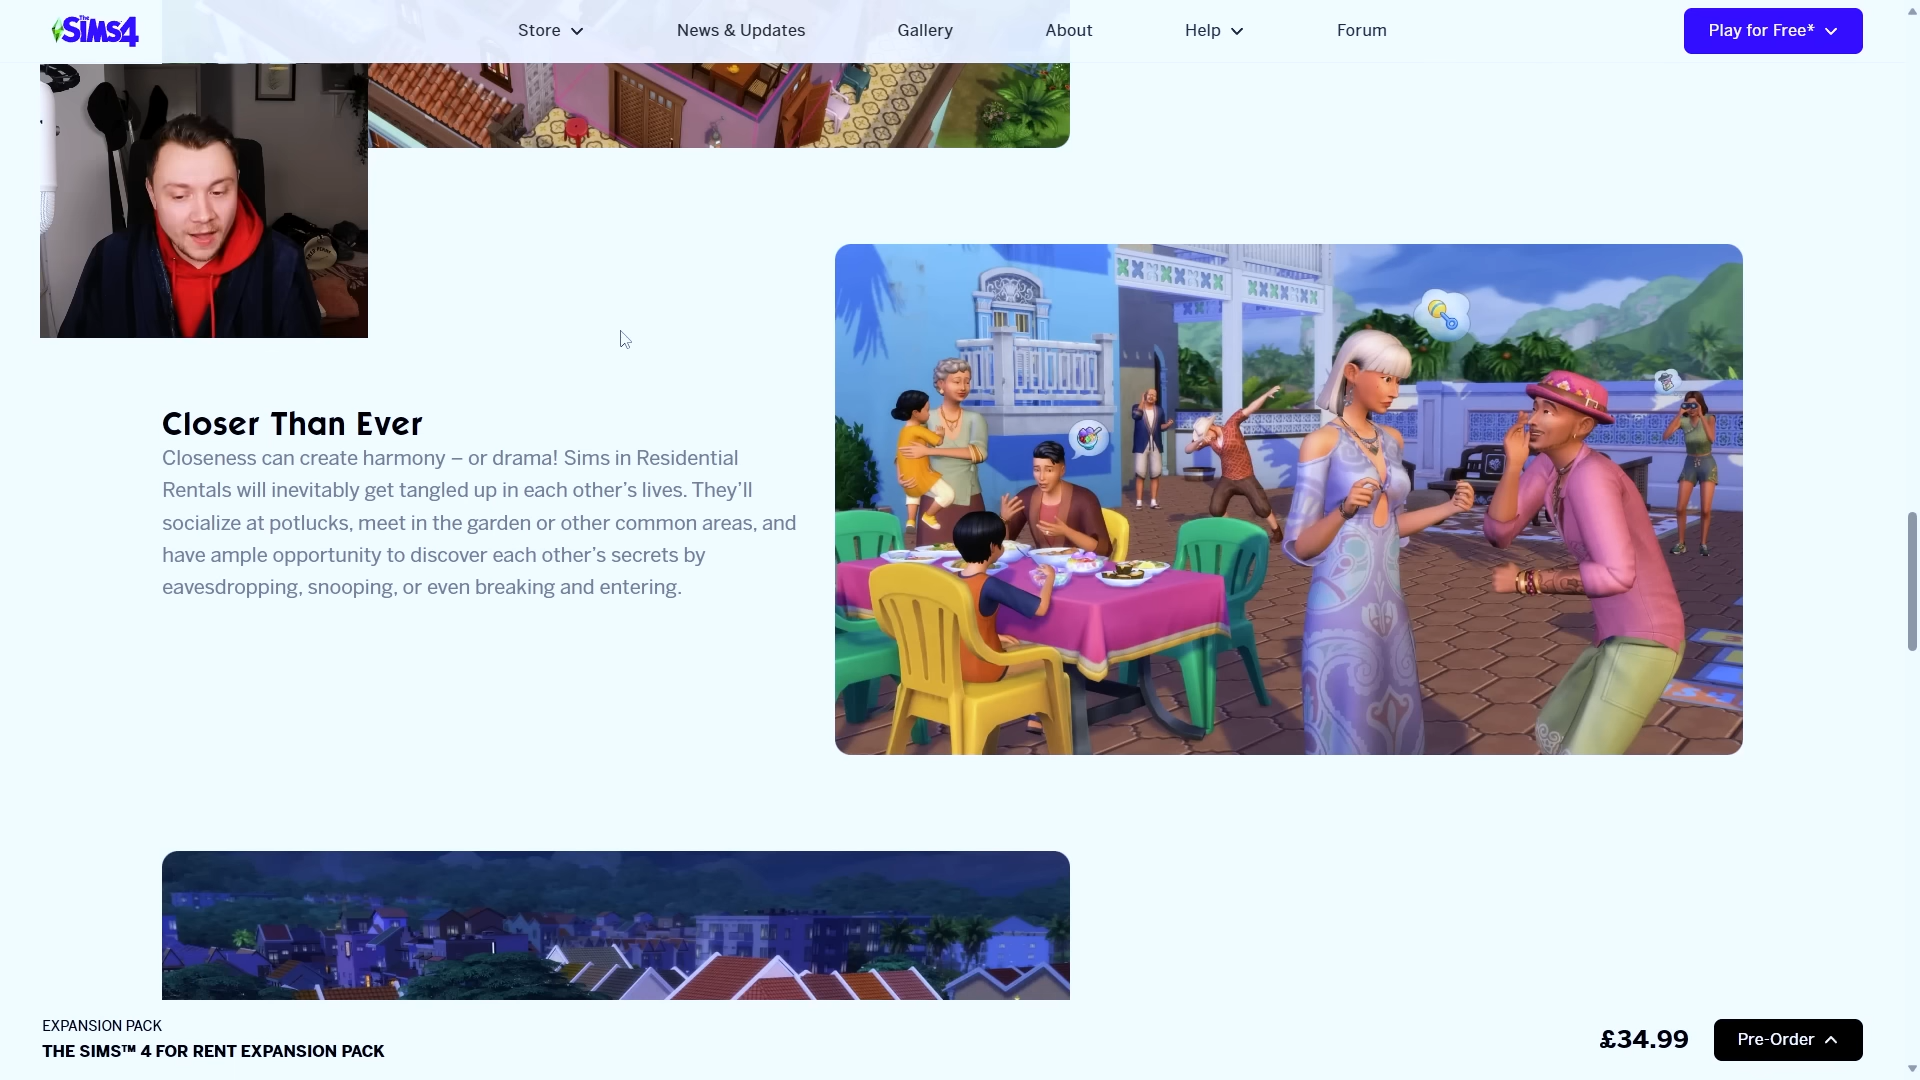 The Sims 4
Store
News & Updates
Gallery
About
Help
Forum
Play for Free*
Closer Than Ever
Closeness can create harmony – or drama! Sims in Residential
Rentals will inevitably get tangled up in each other’s lives. They’ll
socialize at potlucks, meet in the garden or other common areas, and
have ample opportunity to discover each other’s secrets by
eavesdropping, snooping, or even breaking and entering.
EXPANSION PACK
THE SIMS™ 4 FOR RENT EXPANSION PACK
£34.99
Pre-Order